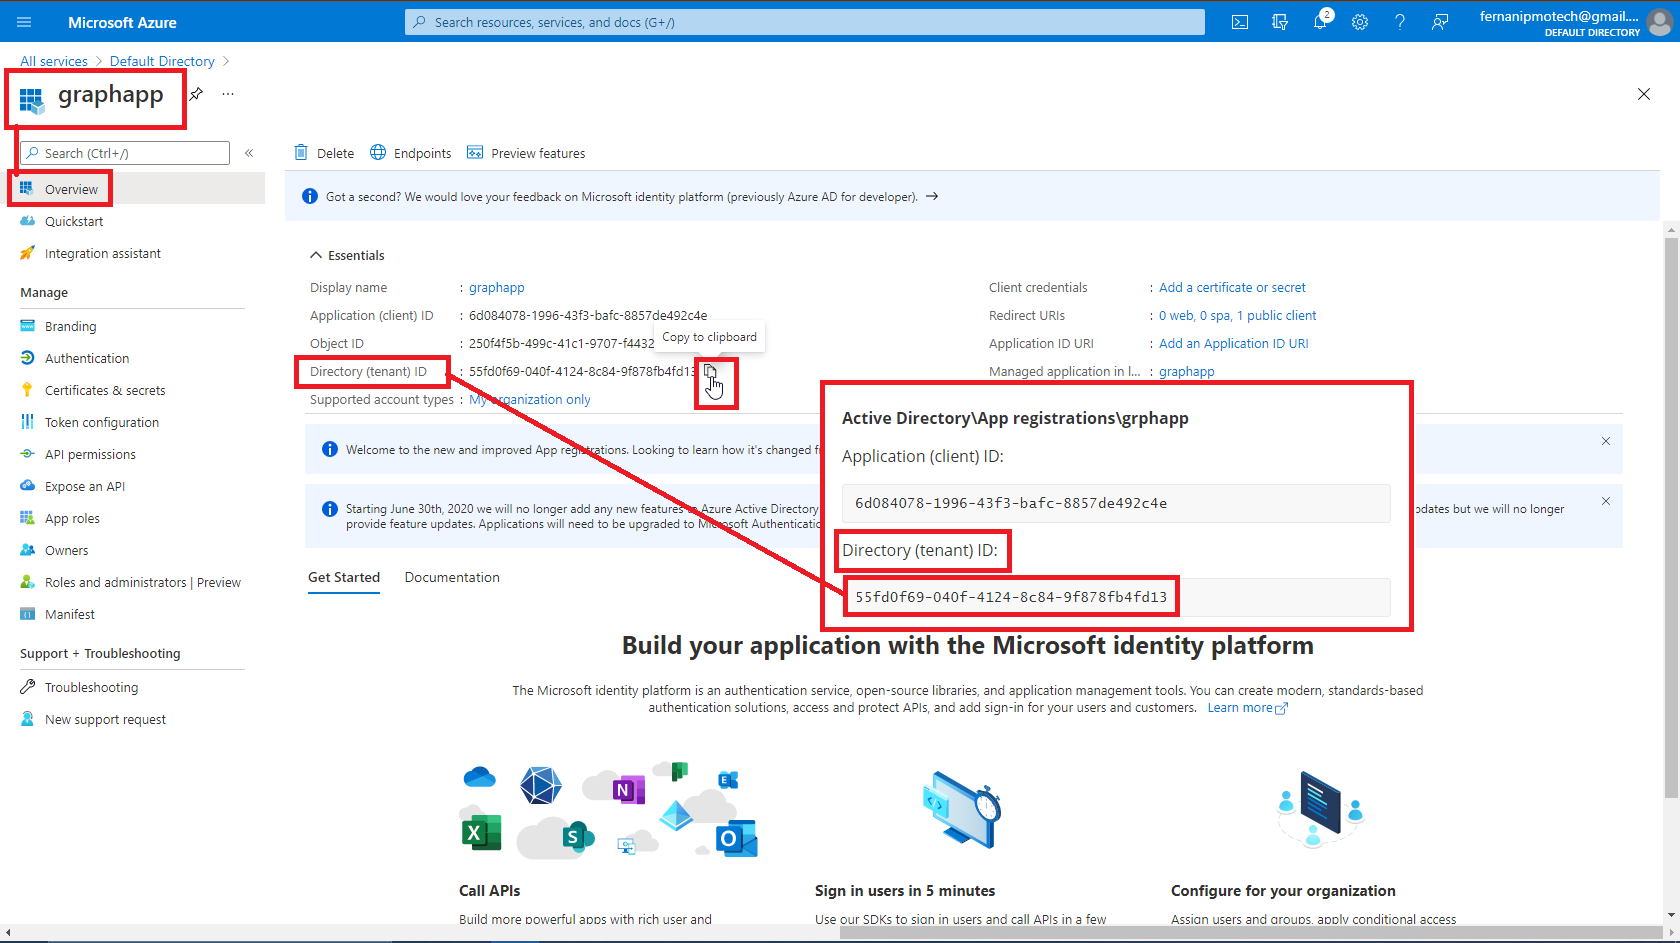 Microsoft Azure
Search resources, services, and docs (G+/)
2
fernanipmotech@gmail....
DEFAULT DIRECTORY
All services > Default Directory >
graphapp
...
Search (Ctrl+/)
«
Overview
Quickstart
Integration assistant
Manage
Branding
Authentication
Certificates & secrets
Token configuration
API permissions
Expose an API
App roles
Owners
Roles and administrators | Preview
Manifest
Support + Troubleshooting
Troubleshooting
New support request
Delete
Endpoints
Preview features
Got a second? We would love your feedback on Microsoft identity platform (previously Azure AD for developer). →
Essentials
Display name : graphapp
Application (client) ID : 6d084078-1996-43f3-bafc-8857de492c4e
Object ID : 250f4f5b-499c-41c1-9707-f4432
Directory (tenant) ID : 55fd0f69-040f-4124-8c84-9f878fb4fd13
Supported account types : My organization only
Copy to clipboard
Client credentials : Add a certificate or secret
Redirect URIs : 0 web, 0 spa, 1 public client
Application ID URI : Add an Application ID URI
Managed application in l... : graphapp
Welcome to the new and improved App registrations. Looking to learn how it's changed f
Starting June 30th, 2020 we will no longer add any new features to Azure Active Directory
pdates but we will no longer
provide feature updates. Applications will need to be upgraded to Microsoft Authentication
Active Directory\App registrations\grphapp
Application (client) ID:
6d084078-1996-43f3-bafc-8857de492c4e
Directory (tenant) ID:
55fd0f69-040f-4124-8c84-9f878fb4fd13
Get Started
Documentation
Build your application with the Microsoft identity platform
The Microsoft identity platform is an authentication service, open-source libraries, and application management tools. You can create modern, standards-based
authentication solutions, access and protect APIs, and add sign-in for your users and customers. Learn more
N
E
X
S
O
Call APIs
Build more powerful apps with rich user and
Sign in users in 5 minutes
Use our SDKs to sign in users and call APIs in a few
Configure for your organization
Assign users and groups, apply conditional access